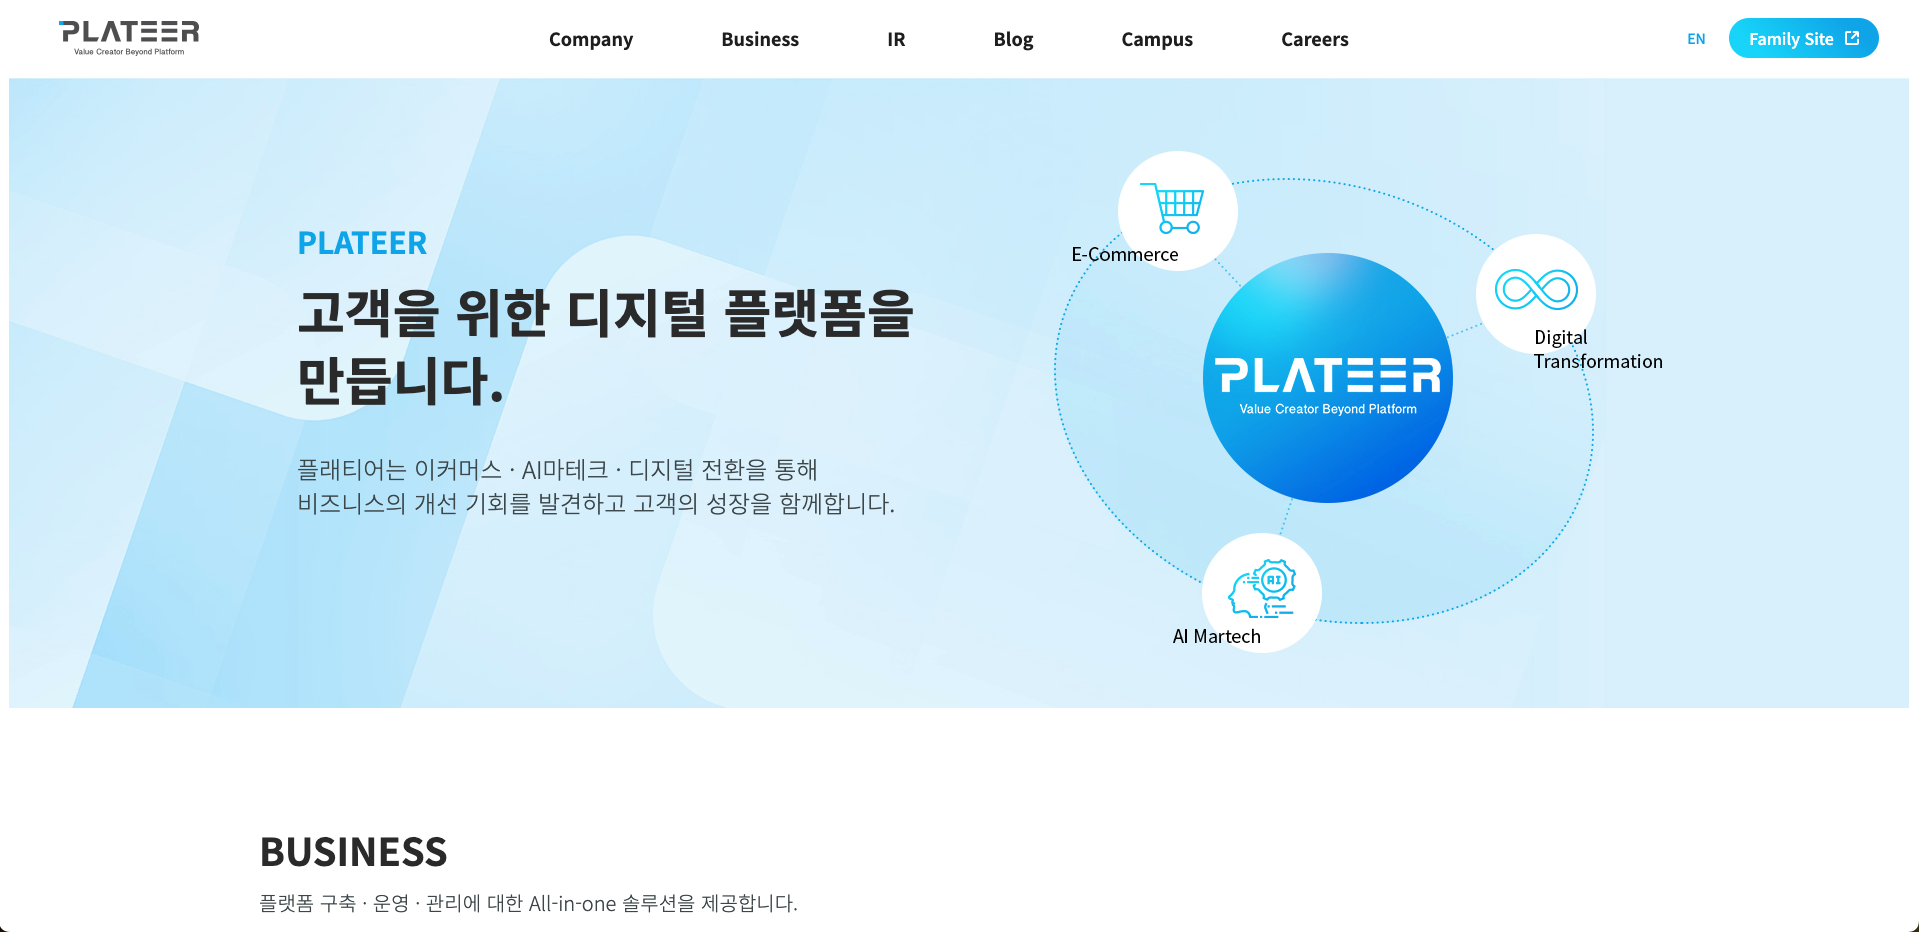 PLATEER
Value Creator Beyond Platform
Company
Business
IR
Blog
Campus
Careers
EN
Family Site
PLATEER
고객을 위한 디지털 플랫폼을
만듭니다.
플래티어는 이커머스 · AI마테크 · 디지털 전환을 통해
비즈니스의 개선 기회를 발견하고 고객의 성장을 함께합니다.
E-Commerce
Digital
Transformation
PLATEER
Value Creator Beyond Platform
AI
AI Martech
BUSINESS
플랫폼 구축 · 운영 · 관리에 대한 All-in-one 솔루션을 제공합니다.